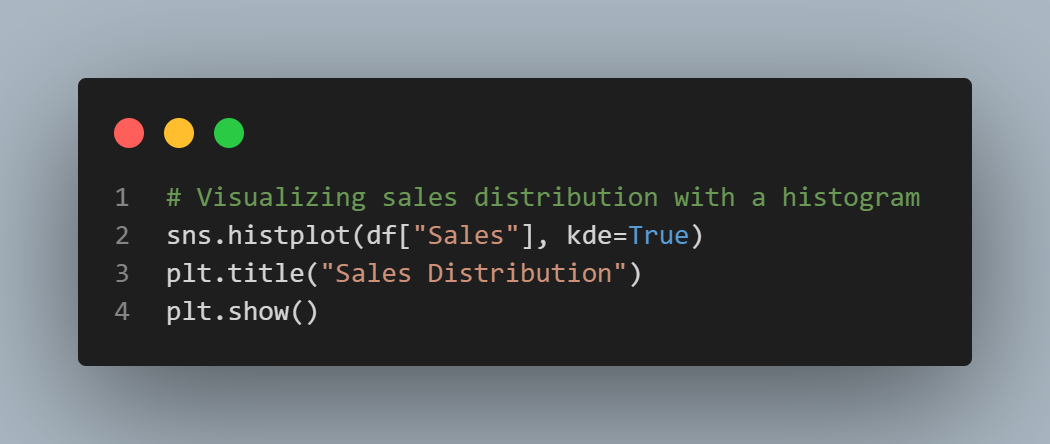 1 # Visualizing sales distribution with a histogram
2 sns.histplot(df["Sales"], kde=True)
3 plt.title("Sales Distribution")
4 plt.show()